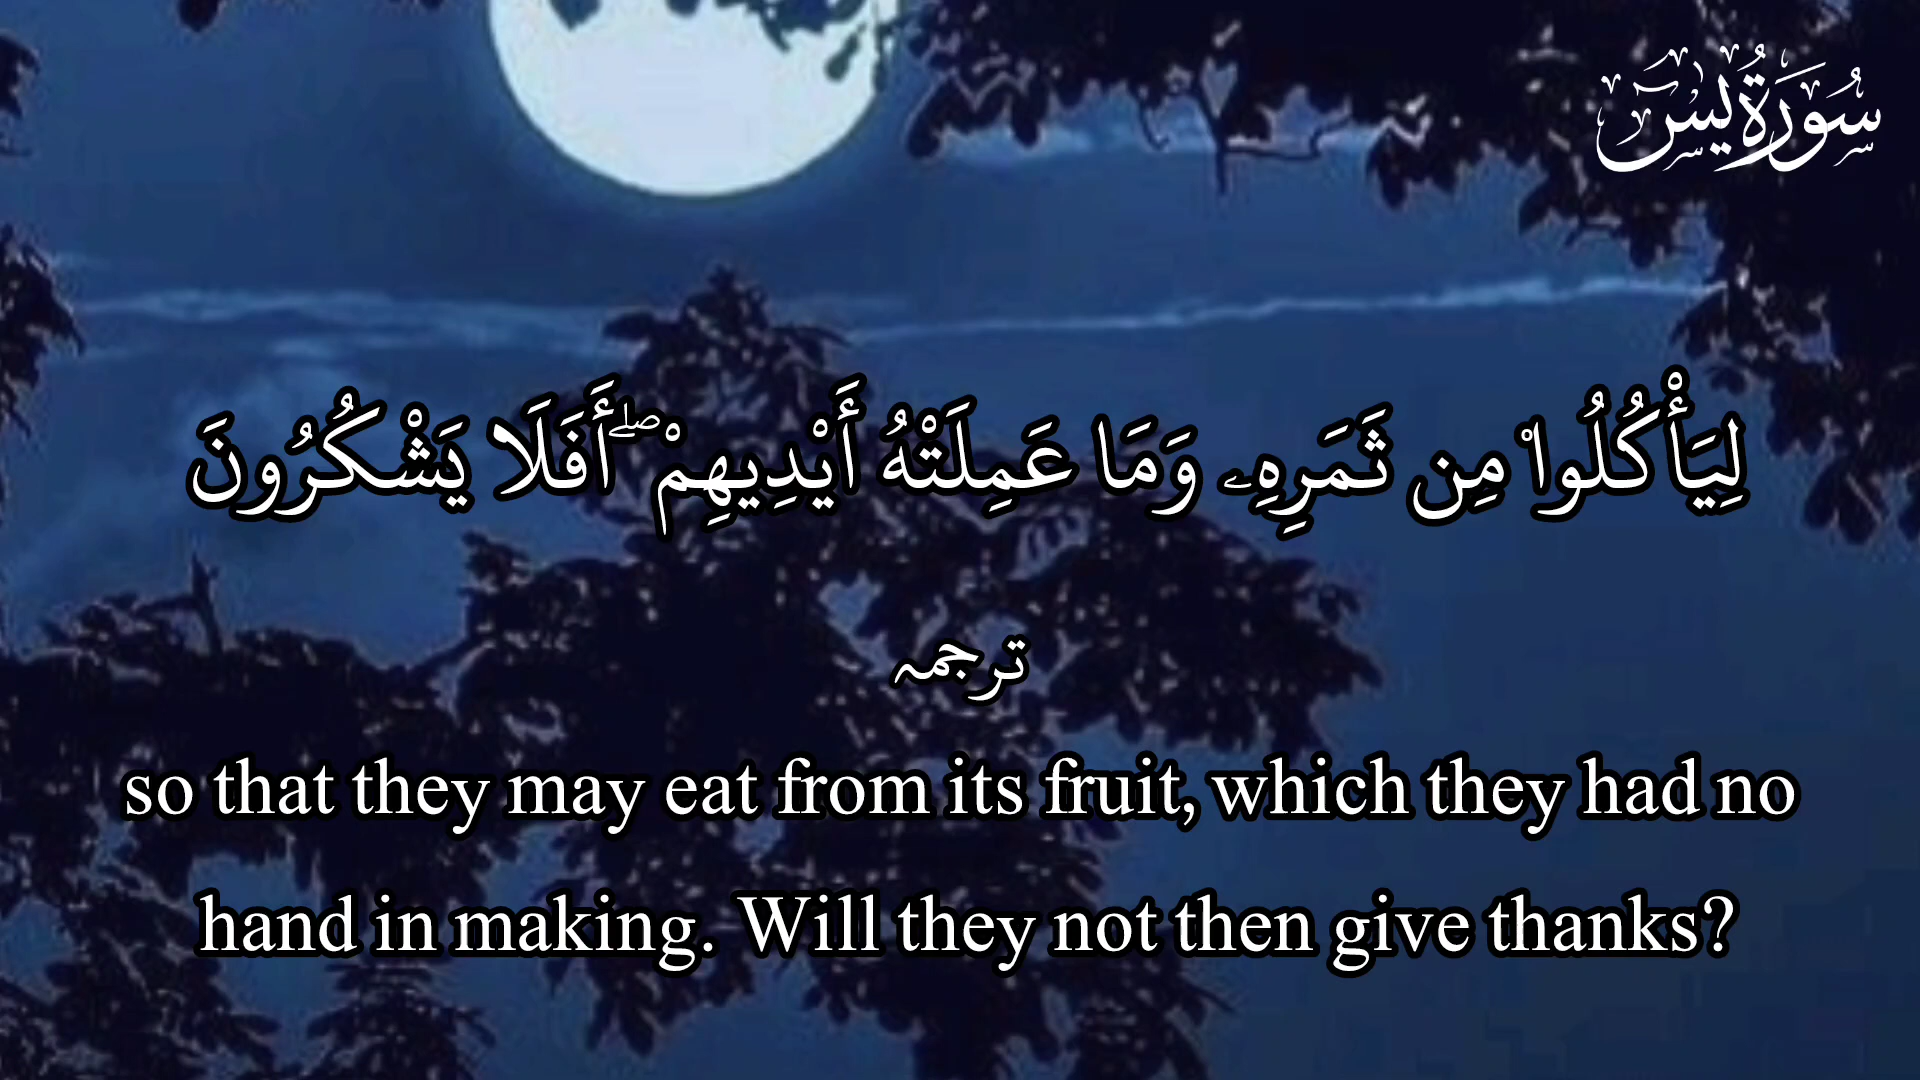 سُورَةُ يٰسٓ
لِيَأْكُلُوا۟ مِن ثَمَرِهِۦ وَمَا عَمِلَتْهُ أَيْدِيهِمْ ۖ أَفَلَا يَشْكُرُونَ
ترجمہ
so that they may eat from its fruit, which they had no
hand in making. Will they not then give thanks?